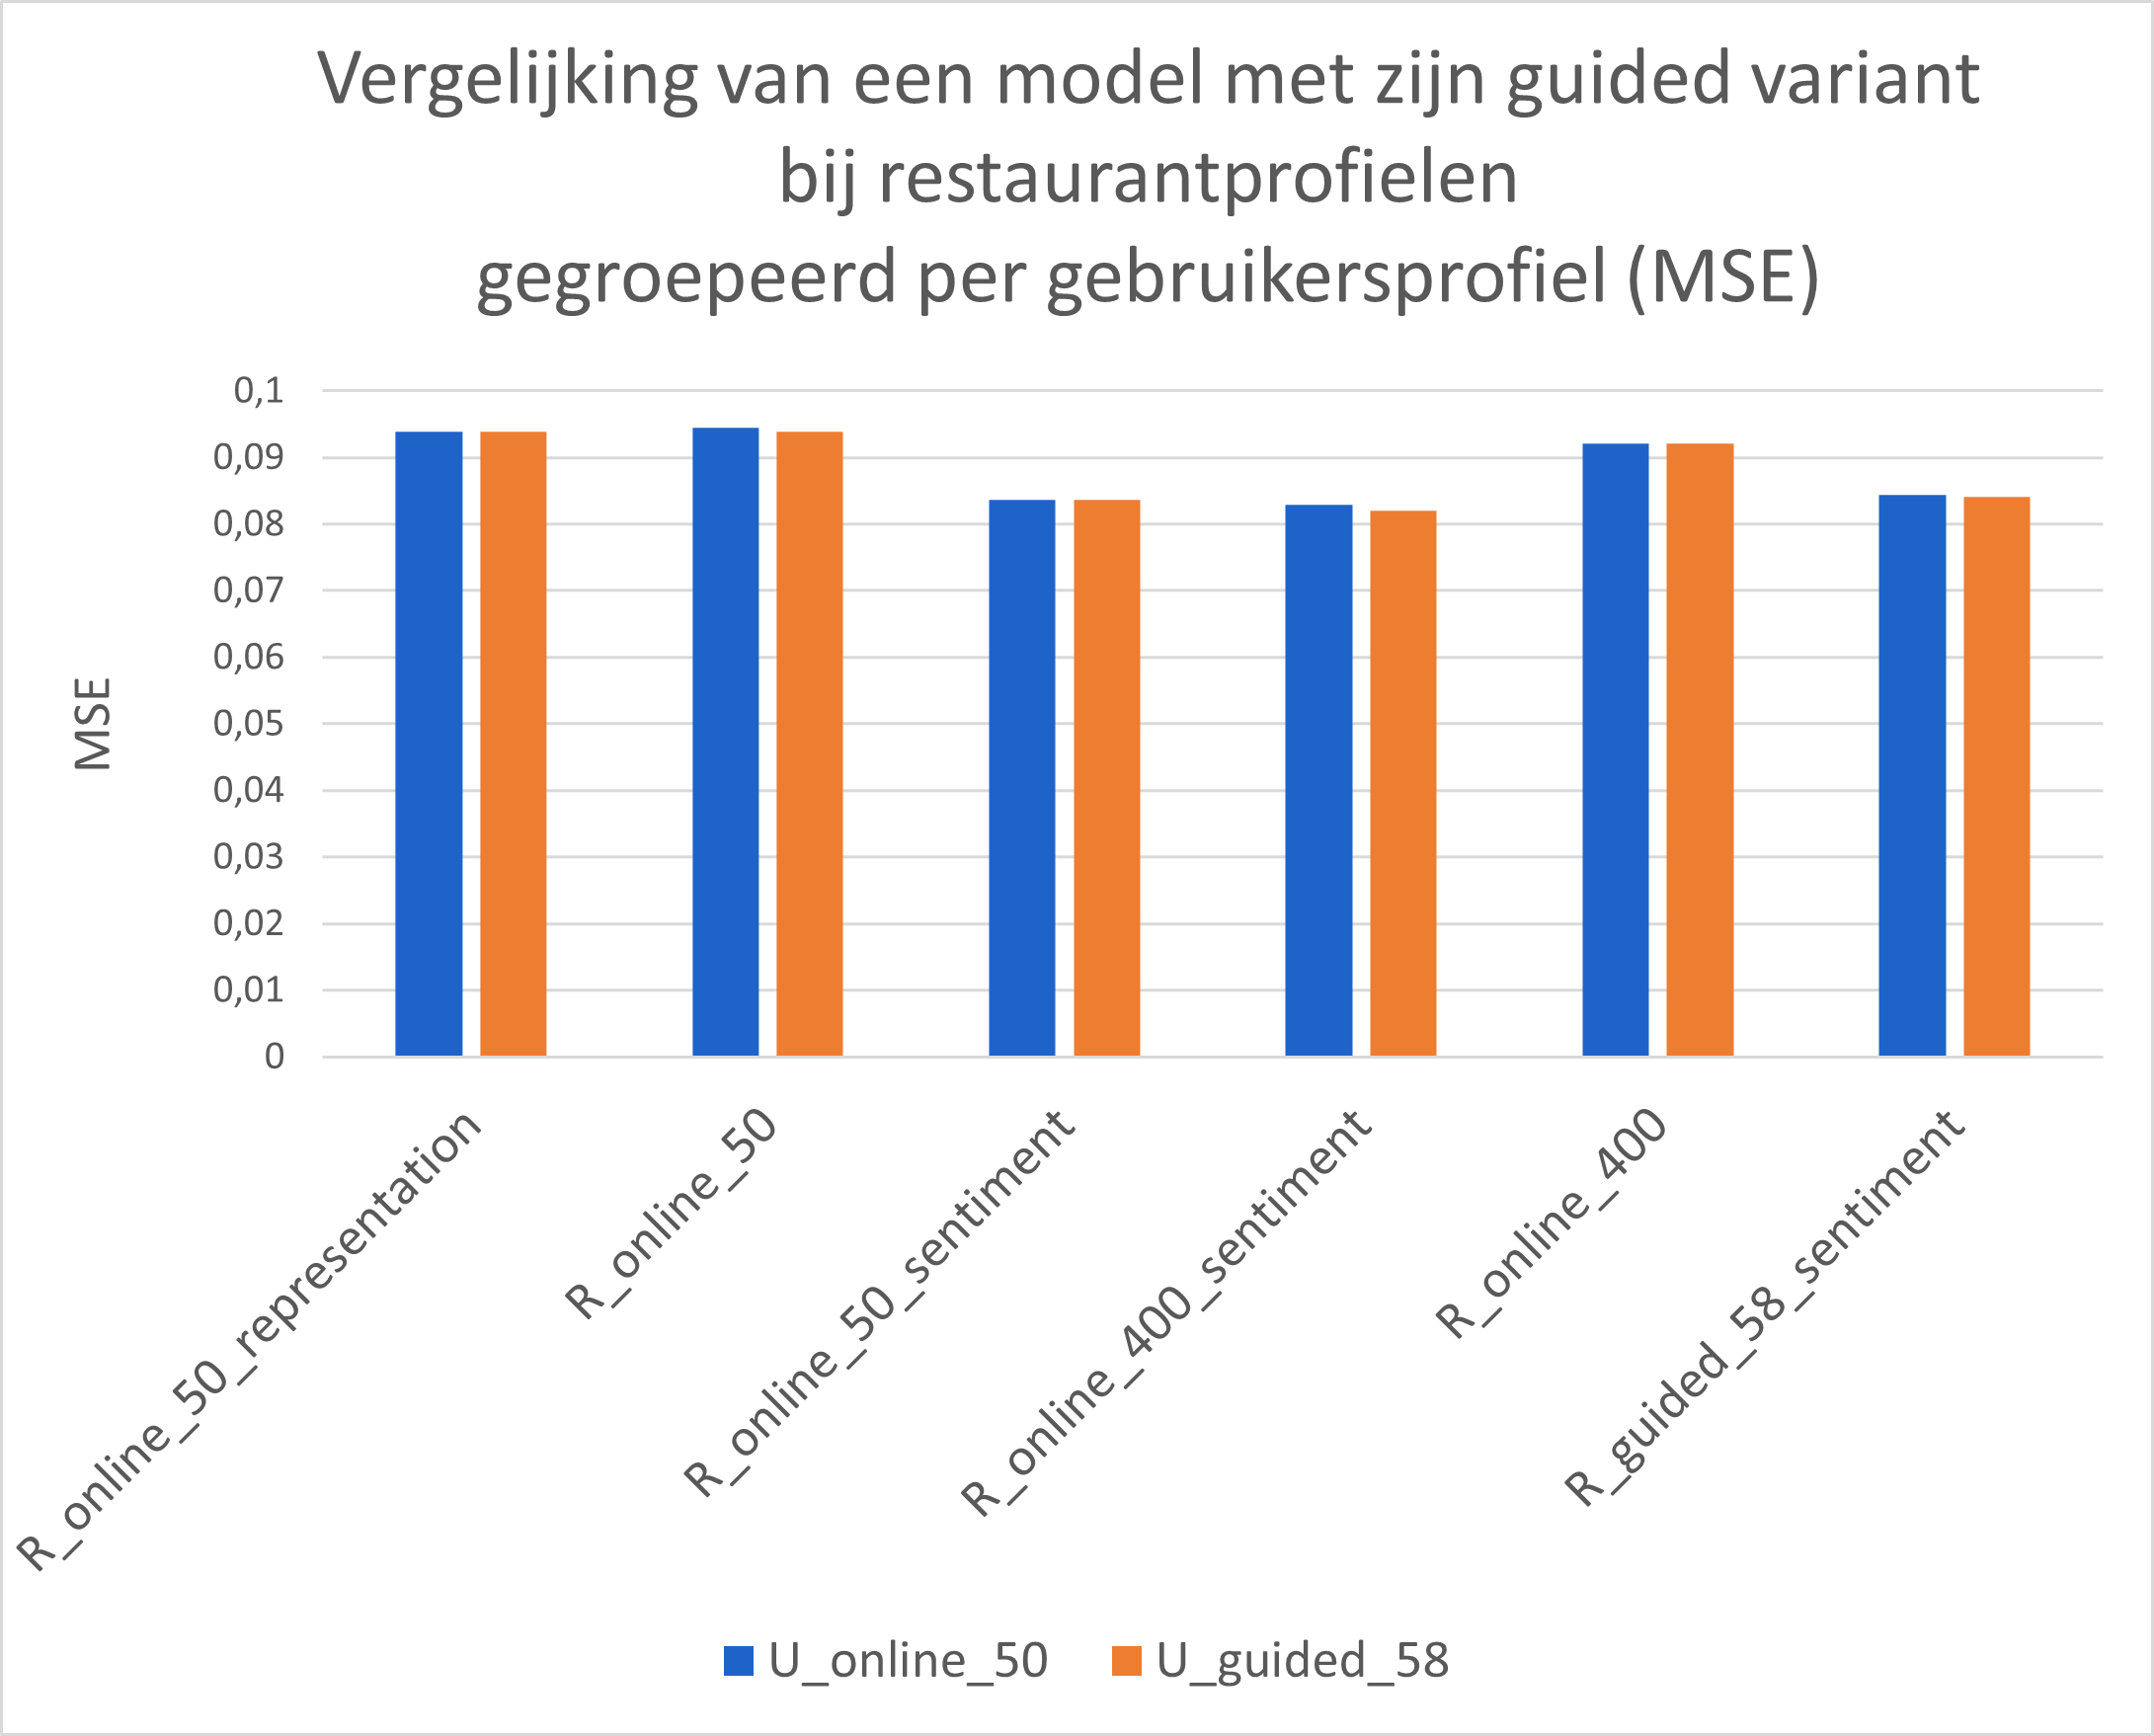 Vergelijking van een model met zijn guided variant
bij restaurantprofielen
gegroepeerd per gebruikersprofiel (MSE)
0,1
0,09
0,08
0,07
0,06
0,05
0,04
0,03
0,02
0,01
0
MSE
R_online_50_representation
R_online_50
R_online_50_sentiment
R_online_400_sentiment
R_online_400
R_guided_58_sentiment
U_online_50
U_guided_58